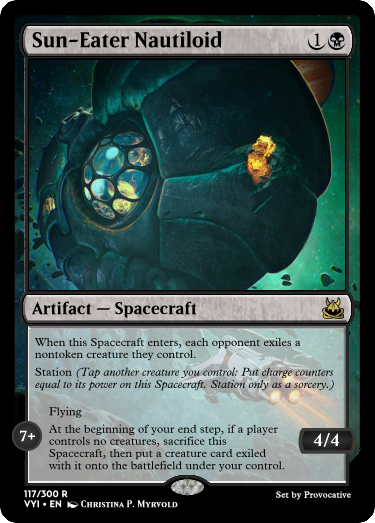 Sun-Eater Nautiloid 1
Artifact — Spacecraft
When this Spacecraft enters, each opponent exiles a
nontoken creature they control.
Station (Tap another creature you control: Put charge counters
equal to its power on this Spacecraft. Station only as a sorcery.)
Flying
7+
At the beginning of your end step, if a player
controls no creatures, sacrifice this
Spacecraft, then put a creature card exiled
with it onto the battlefield under your control.
4/4
117/300 R
VYI • EN Christina P. Myrvold
Set by Provocative